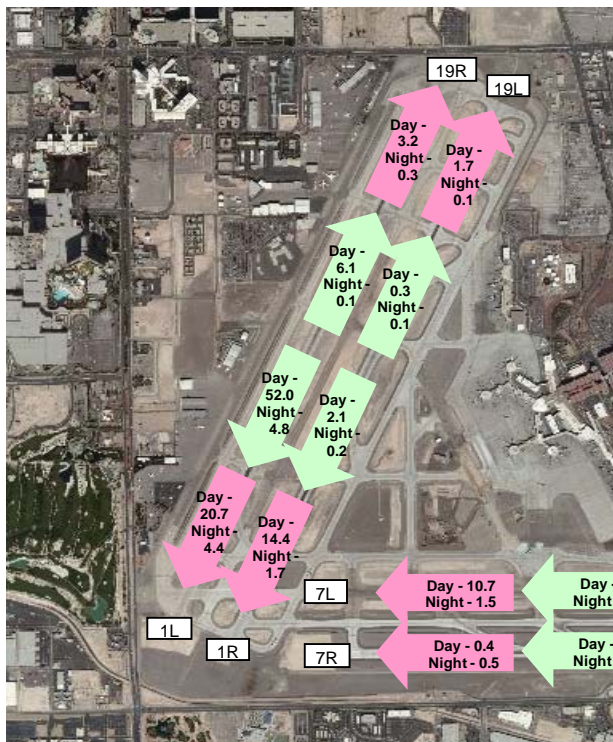 19R
19L
Day -
3.2
Night -
0.3
Day -
1.7
Night -
0.1
Day -
6.1
Night -
0.1
Day -
0.3
Night -
0.1
Day -
52.0
Night -
4.8
Day -
2.1
Night -
0.2
Day -
20.7
Night -
4.4
Day -
14.4
Night -
1.7
7L
Day - 10.7
Night - 1.5
Day -
Night
1L
1R
7R
Day - 0.4
Night - 0.5
Day -
Night